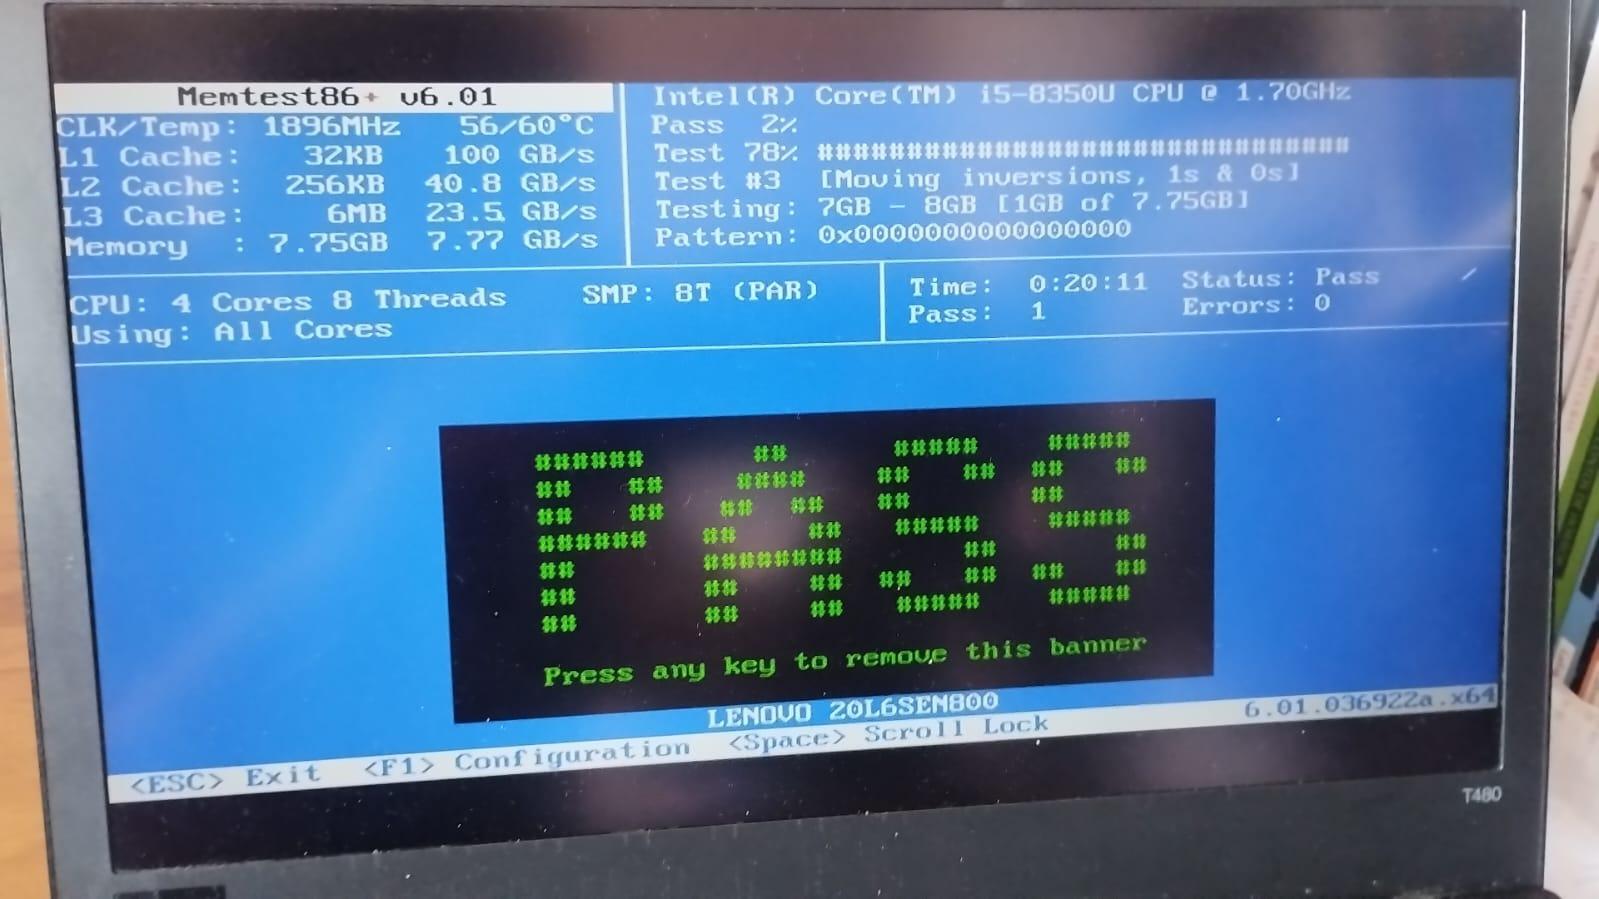 Memtest86+ v6.01
CLK/Temp: 1896MHz 56/60°C
L1 Cache: 32KB 100 GB/s
L2 Cache: 256KB 40.8 GB/s
L3 Cache: 6MB 23.5 GB/s
Memory : 7.75GB 7.77 GB/s
Intel(R) Core(TM) i5-8350U CPU @ 1.70GHz
Pass 2%
Test 78% #################################
Test #3 [Moving inversions, 1s & 0s]
Testing: 7GB - 8GB [1GB of 7.75GB]
Pattern: 0x0000000000000000
CPU: 4 Cores 8 Threads SMP: 8T (PAR)
Using: All Cores
Time: 0:20:11 Status: Pass /
Pass: 1 Errors: 0
PASS
Press any key to remove this banner
LENOVO 20L6SEN800
<ESC> Exit <F1> Configuration <Space> Scroll Lock 6.01.036922a.x64
T480